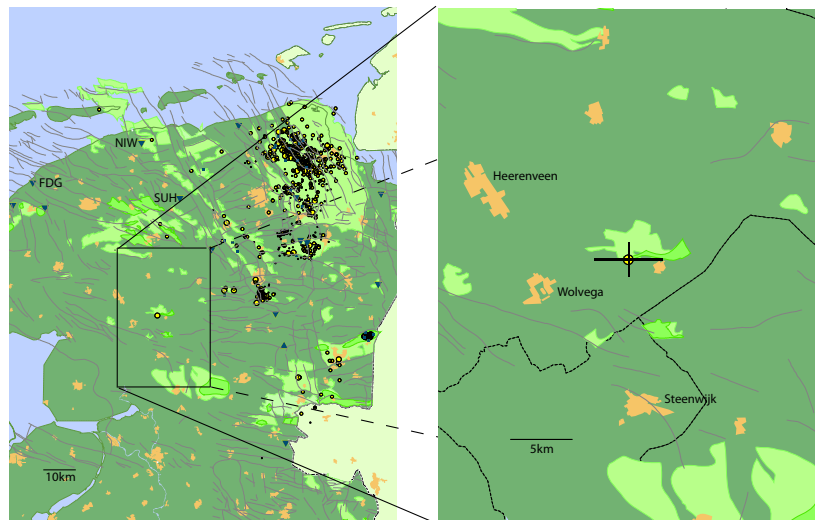 NIW
FDG
SUH
10km
Heerenveen
Wolvega
Steenwijk
5km